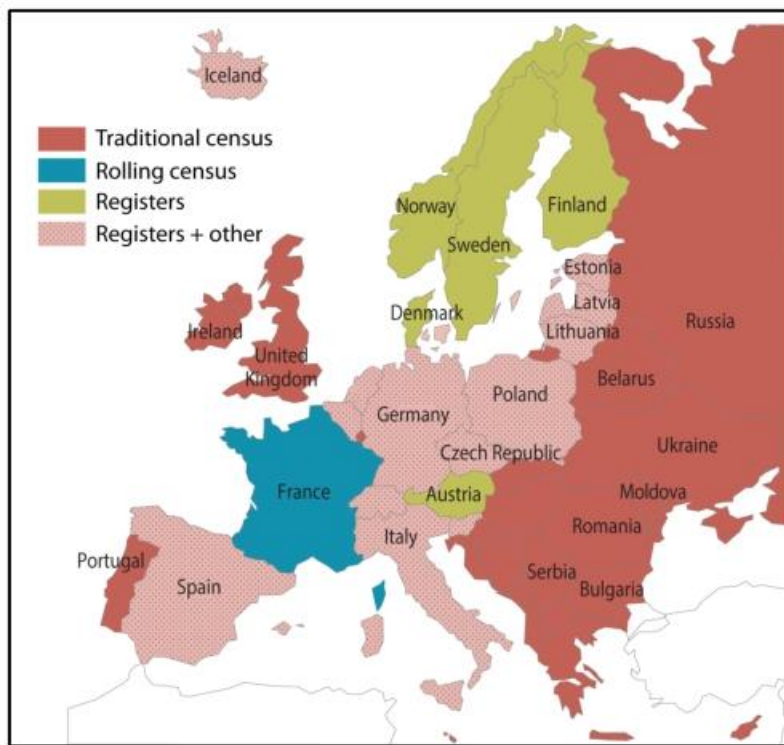 Iceland
Traditional census
Rolling census
Registers
Registers + other
Norway
Finland
Sweden
Estonia
Denmark
Latvia
Lithuania
Ireland
Russia
United
Kingdom
Belarus
Poland
Germany
Ukraine
Czech Republic
France
Austria
Moldova
Romania
Italy
Portugal
Spain
Serbia
Bulgaria